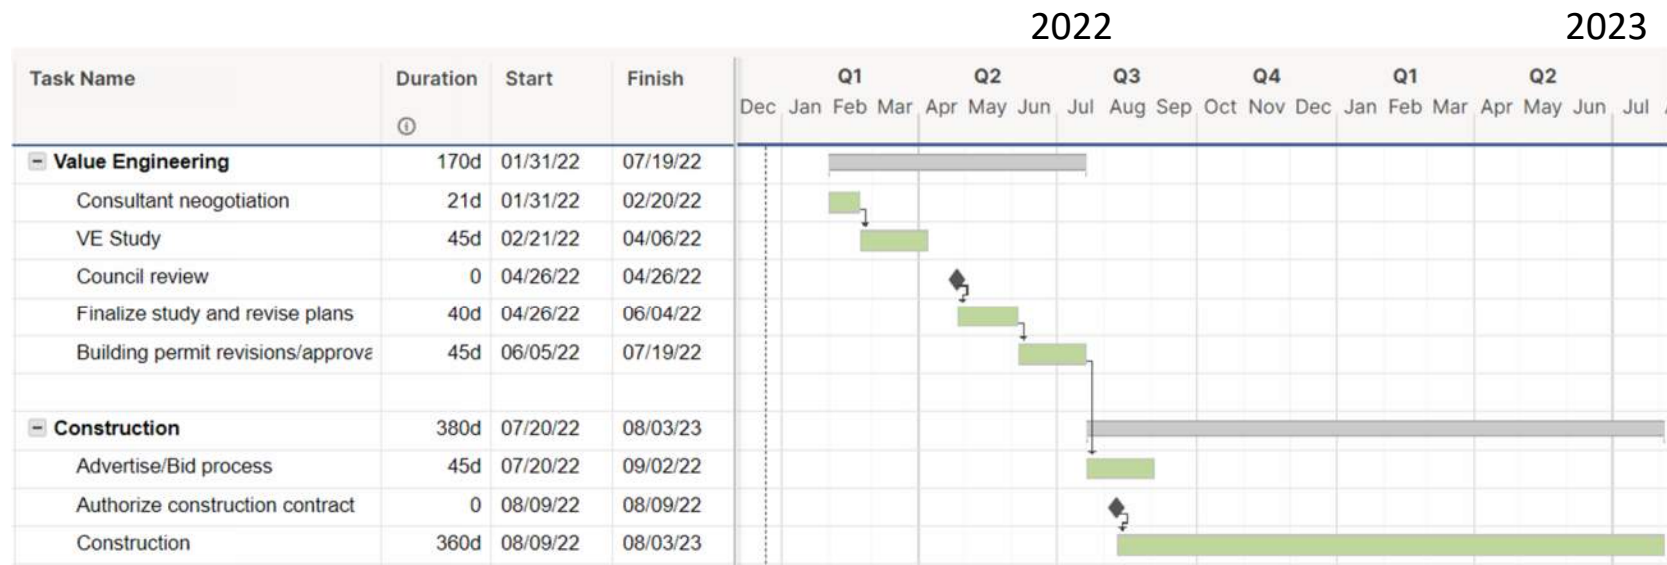 2022 2023
Task Name Duration Start Finish Q1 Q2 Q3 Q4 Q1 Q2
Dec Jan Feb Mar Apr May Jun Jul Aug Sep Oct Nov Dec Jan Feb Mar Apr May Jun Jul
Value Engineering 170d 01/31/22 07/19/22
Consultant neogotiation 21d 01/31/22 02/20/22
VE Study 45d 02/21/22 04/06/22
Council review 0 04/26/22 04/26/22
Finalize study and revise plans 40d 04/26/22 06/04/22
Building permit revisions/approva 45d 06/05/22 07/19/22
Construction 380d 07/20/22 08/03/23
Advertise/Bid process 45d 07/20/22 09/02/22
Authorize construction contract 0 08/09/22 08/09/22
Construction 360d 08/09/22 08/03/23